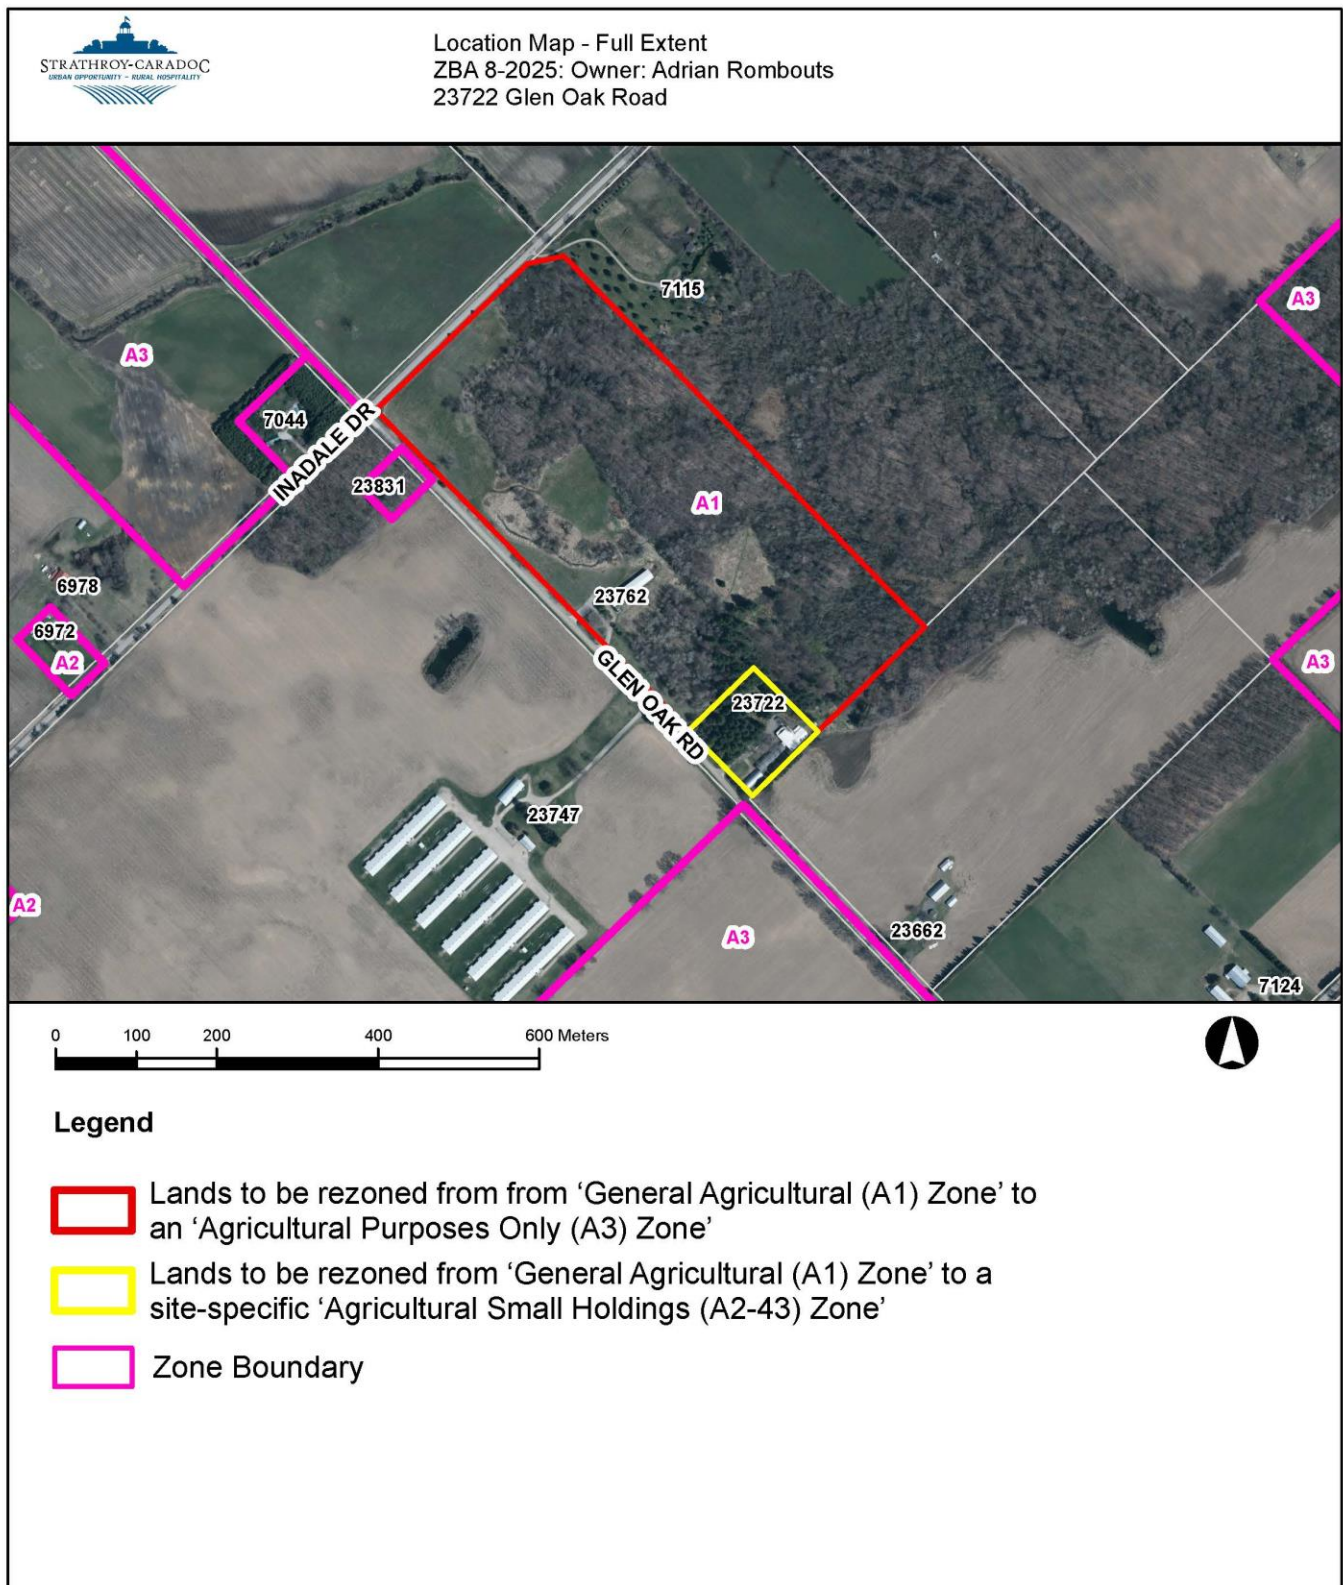 STRATHROY-CARADOC
URBAN OPPORTUNITY ~ RURAL HOSPITALITY
Location Map - Full Extent
ZBA 8-2025: Owner: Adrian Rombouts
23722 Glen Oak Road
7115
A3
A3
7044
INADALE DR
23831
A1
6978
23762
6972
A2
A3
GLEN OAK RD
23722
23747
A2
A3
23662
7124
0 100 200 400 600 Meters
Legend
Lands to be rezoned from from ‘General Agricultural (A1) Zone’ to
an ‘Agricultural Purposes Only (A3) Zone’
Lands to be rezoned from ‘General Agricultural (A1) Zone’ to a
site-specific ‘Agricultural Small Holdings (A2-43) Zone’
Zone Boundary